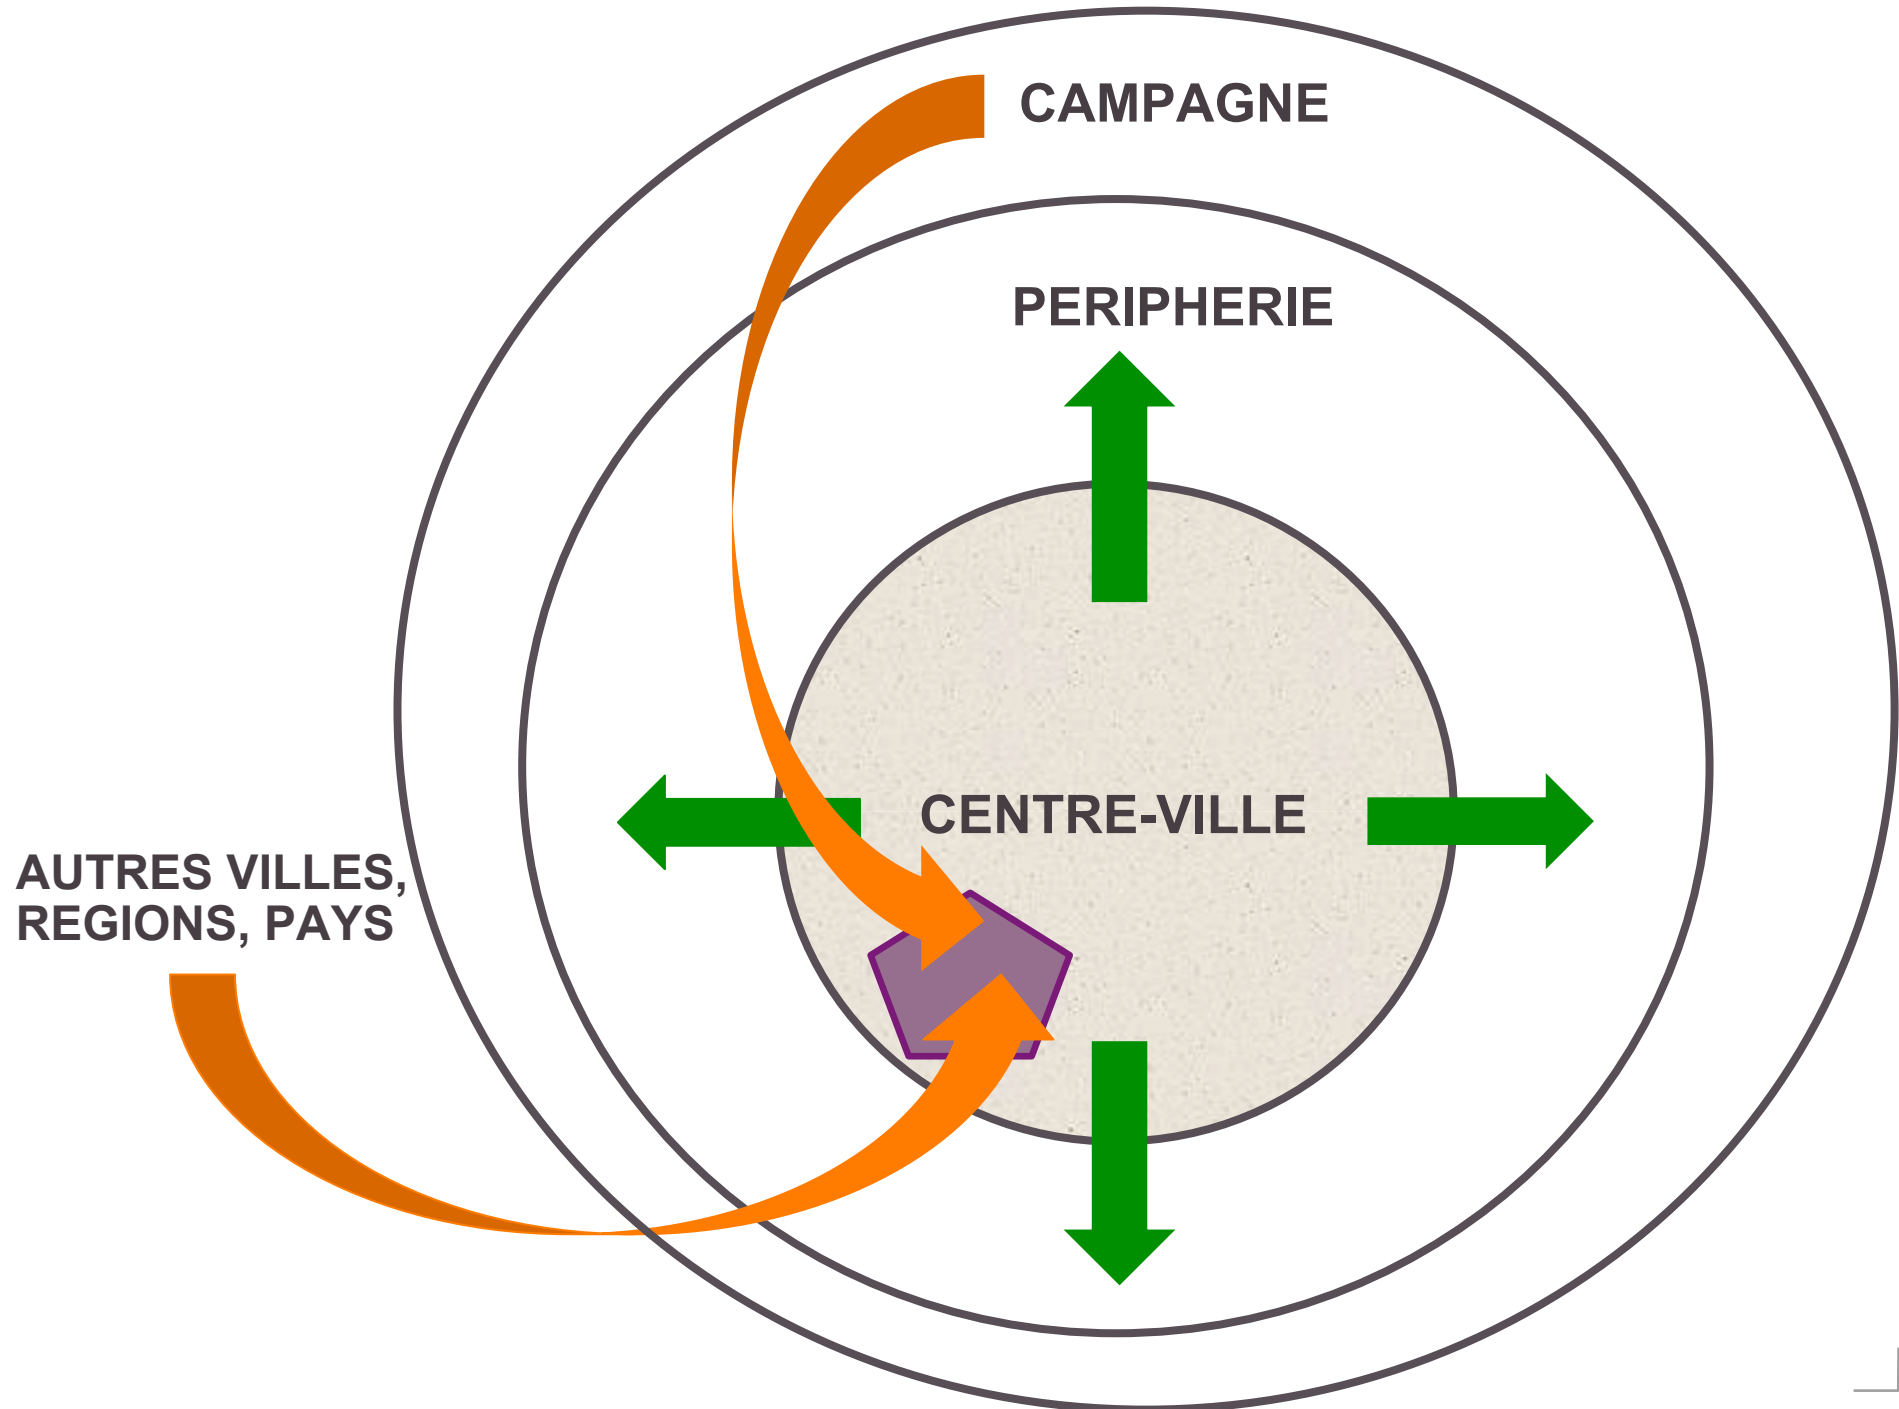 CAMPAGNE
PERIPHERIE
CENTRE-VILLE
AUTRES VILLES,
REGIONS, PAYS